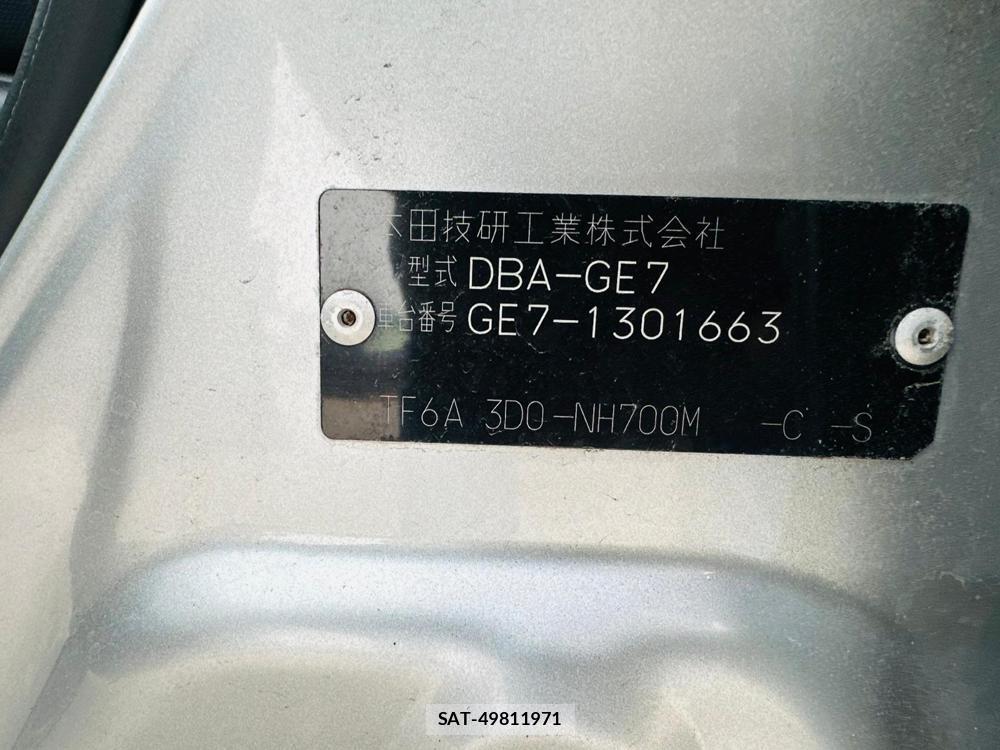 本田技研工業株式会社
型式 DBA-GE7
車台番号 GE7-1301663
TF6A 3D0-NH700M -C -S
SAT-49811971